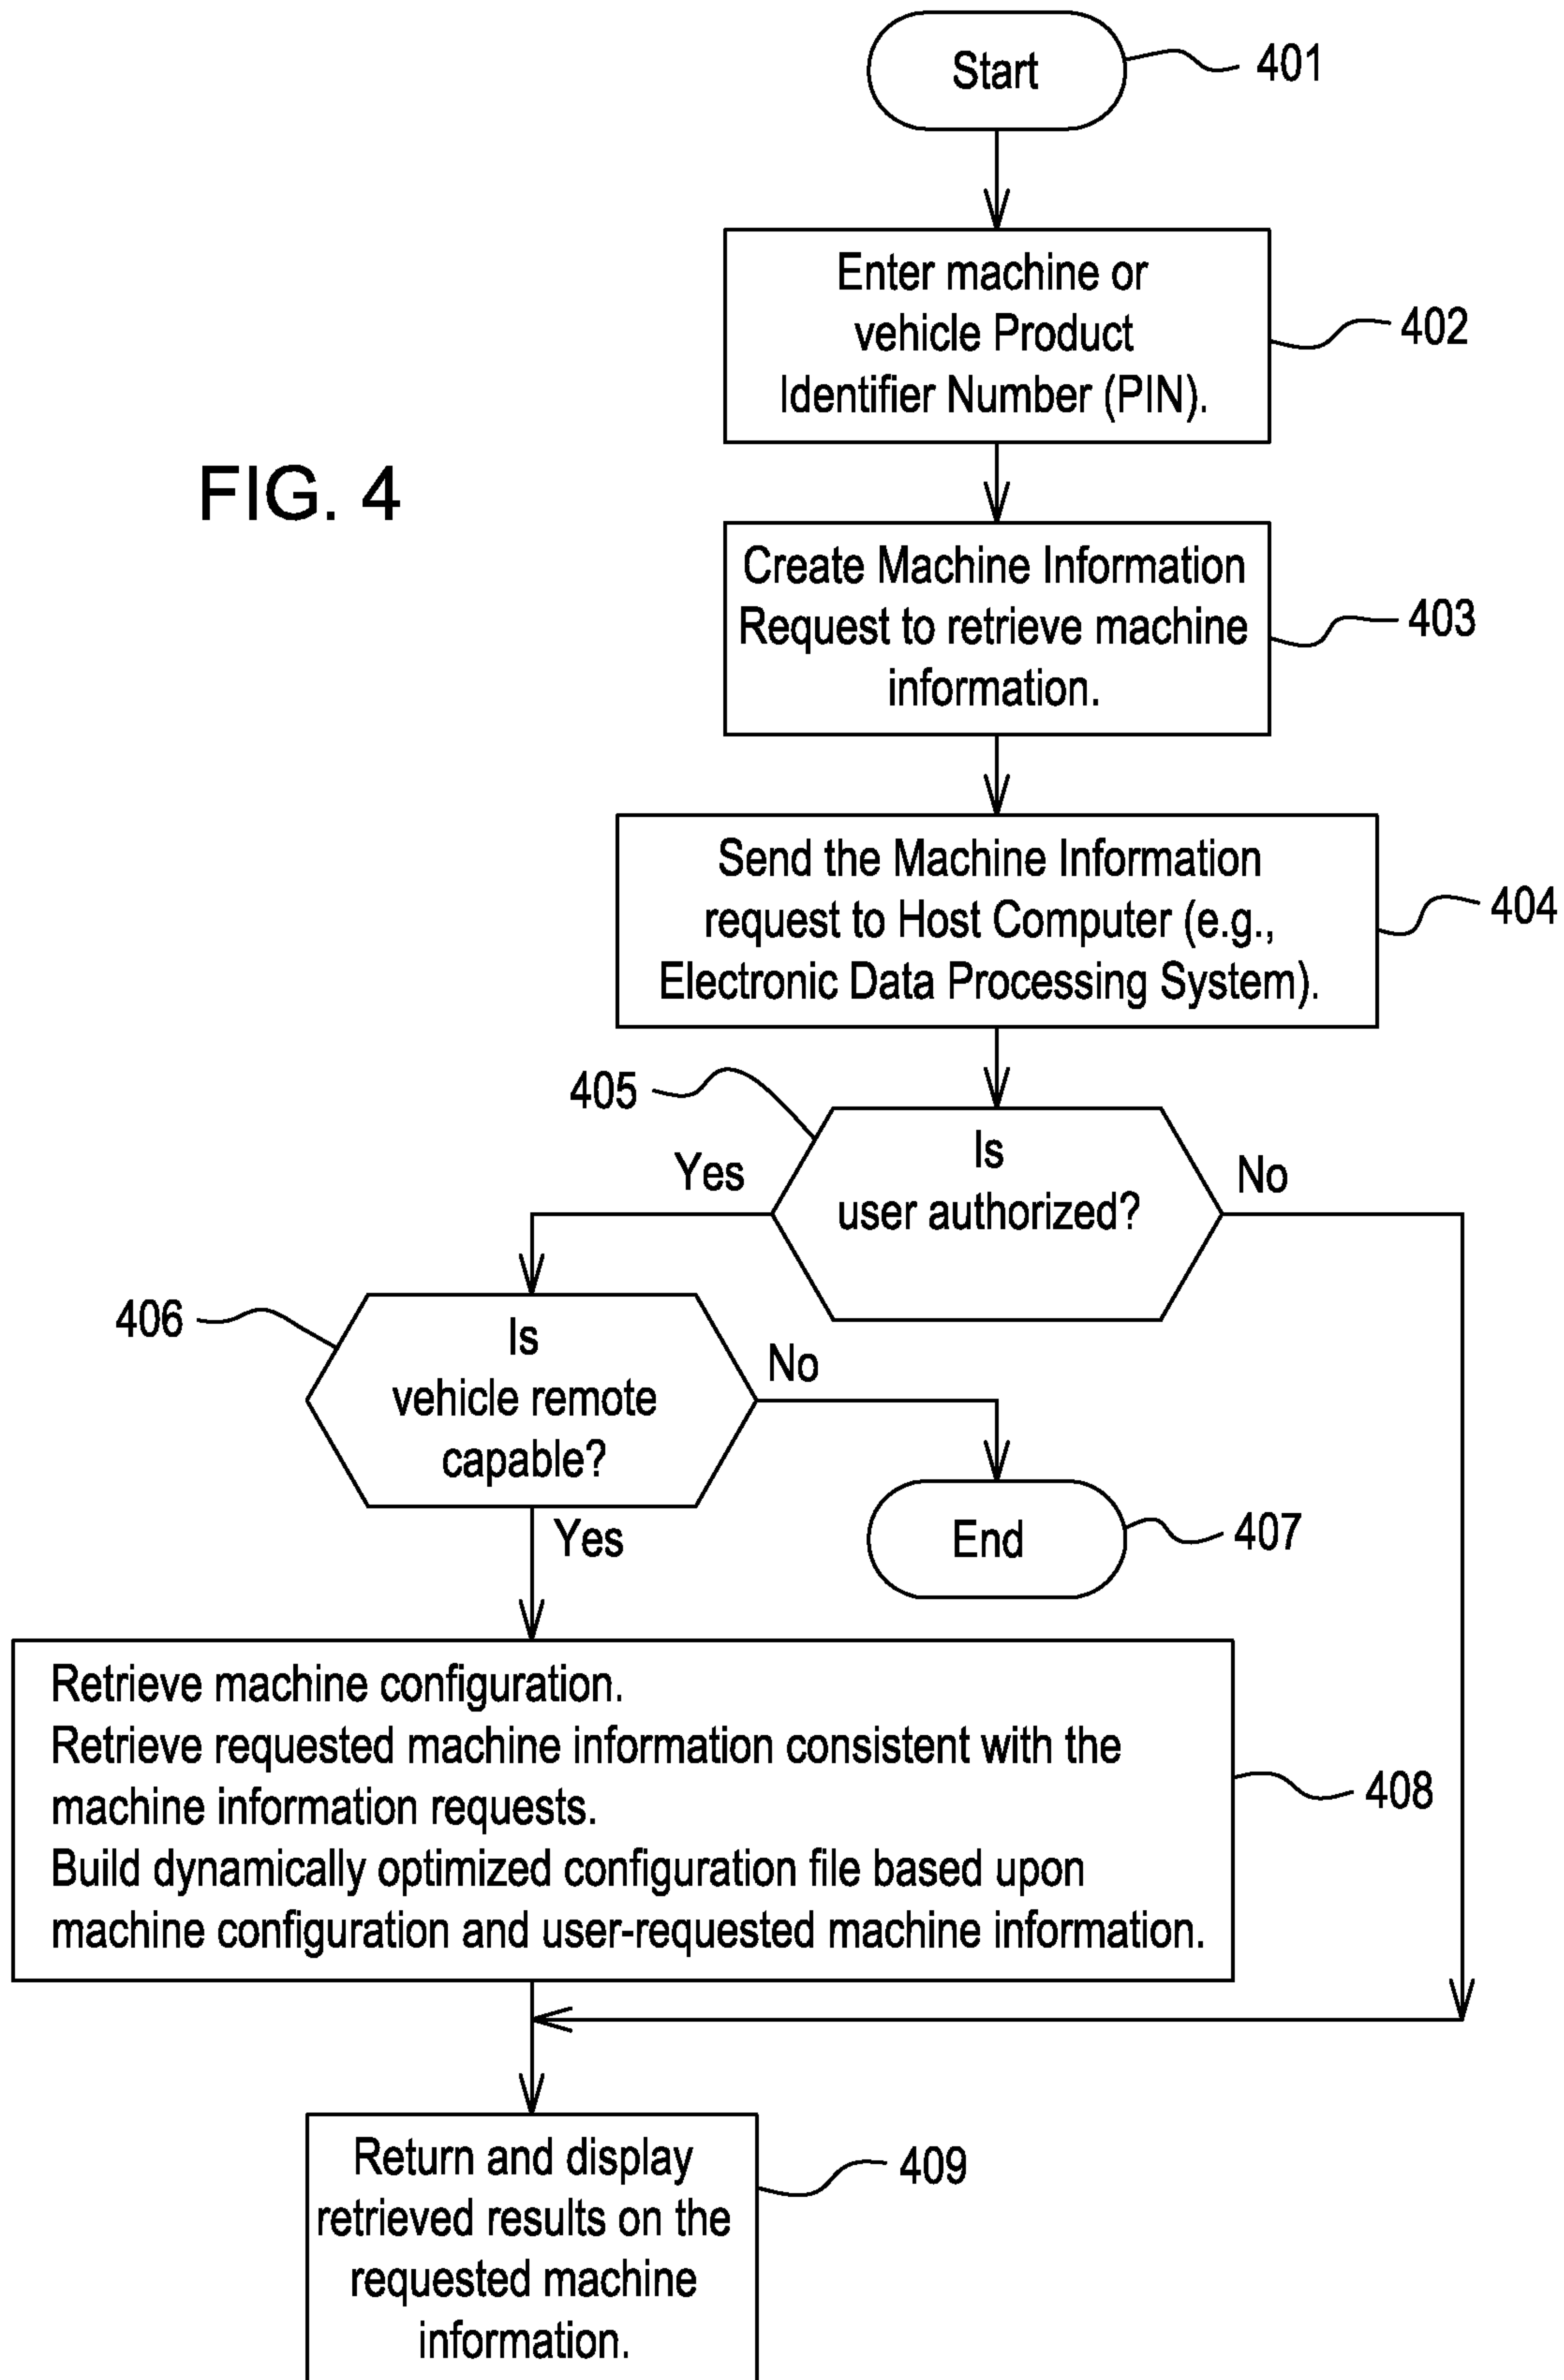 Start
401
Enter machine or
vehicle Product
Identifier Number (PIN).
402
FIG. 4
Create Machine Information
Request to retrieve machine
information.
403
Send the Machine Information
request to Host Computer (e.g.,
Electronic Data Processing System).
404
405
Is
user authorized?
Yes
No
406
Is
vehicle remote
capable?
No
Yes
End
407
Retrieve machine configuration.
Retrieve requested machine information consistent with the
machine information requests.
Build dynamically optimized configuration file based upon
machine configuration and user-requested machine information.
408
Return and display
retrieved results on the
requested machine
information.
409